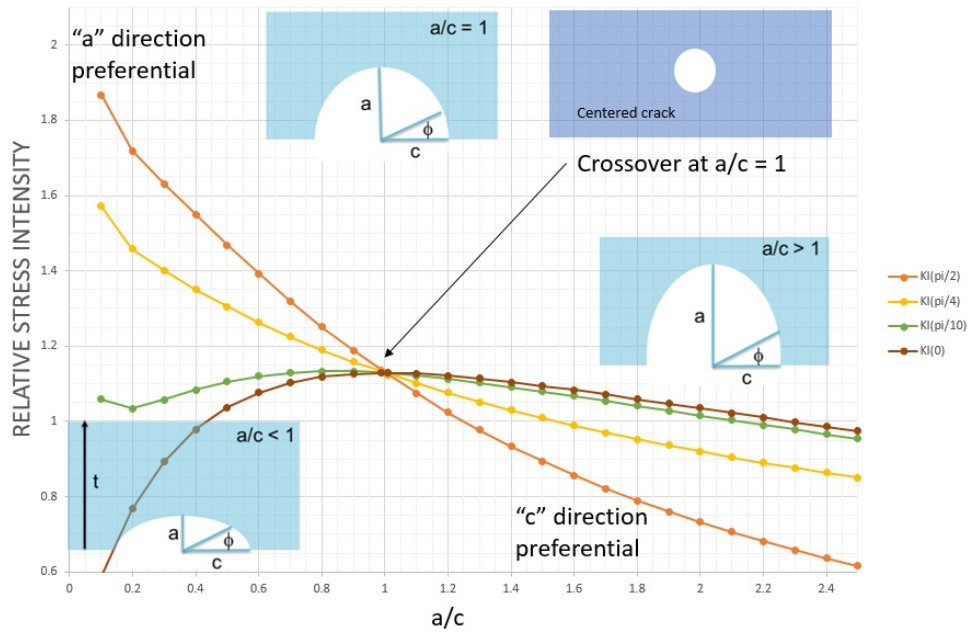 “a” direction
preferential
a/c = 1
a
ϕ
c
Centered crack
Crossover at a/c = 1
a/c > 1
a
ϕ
c
KI(pi/2)
KI(pi/4)
KI(pi/10)
KI(0)
a/c < 1
t
a
ϕ
c
“c” direction
preferential
RELATIVE STRESS INTENSITY
2
1.8
1.6
1.4
1.2
1
0.8
0.6
0
0.2
0.4
0.6
0.8
1
1.2
1.4
1.6
1.8
2
2.2
2.4
a/c